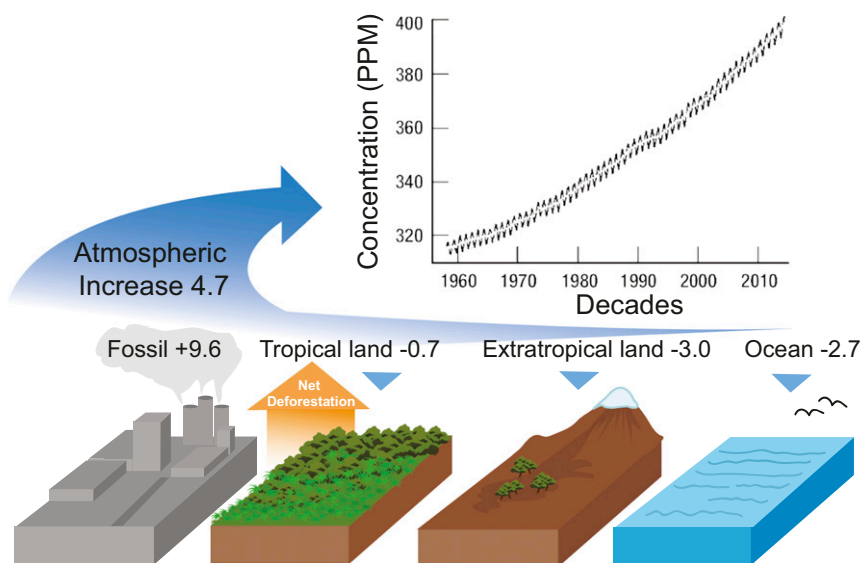 Concentration (PPM)
400
380
360
340
320
1960 1970 1980 1990 2000 2010
Decades
Atmospheric
Increase 4.7
Fossil +9.6
Tropical land -0.7
Extratropical land -3.0
Ocean -2.7
Net
Deforestation